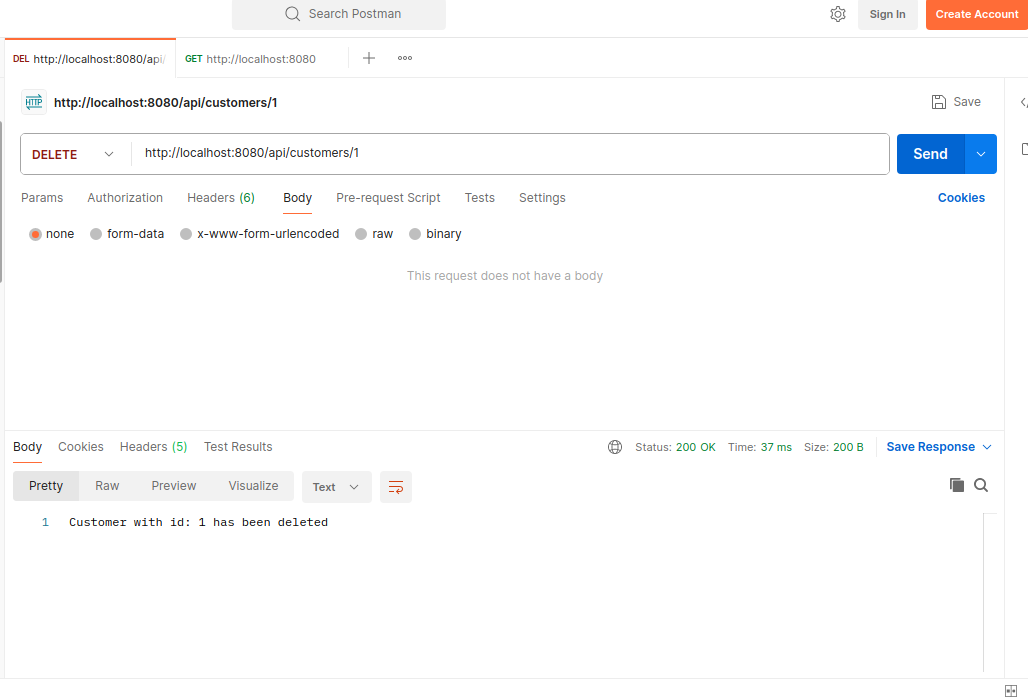 Search Postman
Sign In
Create Account
DEL http://localhost:8080/api/
GET http://localhost:8080
HTTP http://localhost:8080/api/customers/1
Save
DELETE http://localhost:8080/api/customers/1
Send
Params Authorization Headers (6) Body Pre-request Script Tests Settings Cookies
none form-data x-www-form-urlencoded raw binary
This request does not have a body
Body Cookies Headers (5) Test Results Status: 200 OK Time: 37 ms Size: 200 B Save Response
Pretty Raw Preview Visualize Text
1 Customer with id: 1 has been deleted